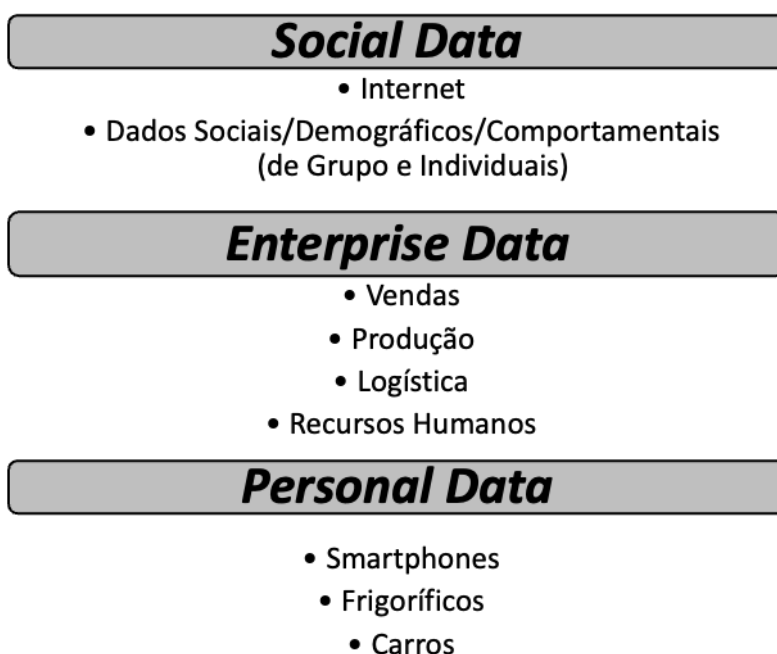 Social Data
• Internet
• Dados Sociais/Demográficos/Comportamentais
(de Grupo e Individuais)
Enterprise Data
• Vendas
• Produção
• Logística
• Recursos Humanos
Personal Data
• Smartphones
• Frigoríficos
• Carros